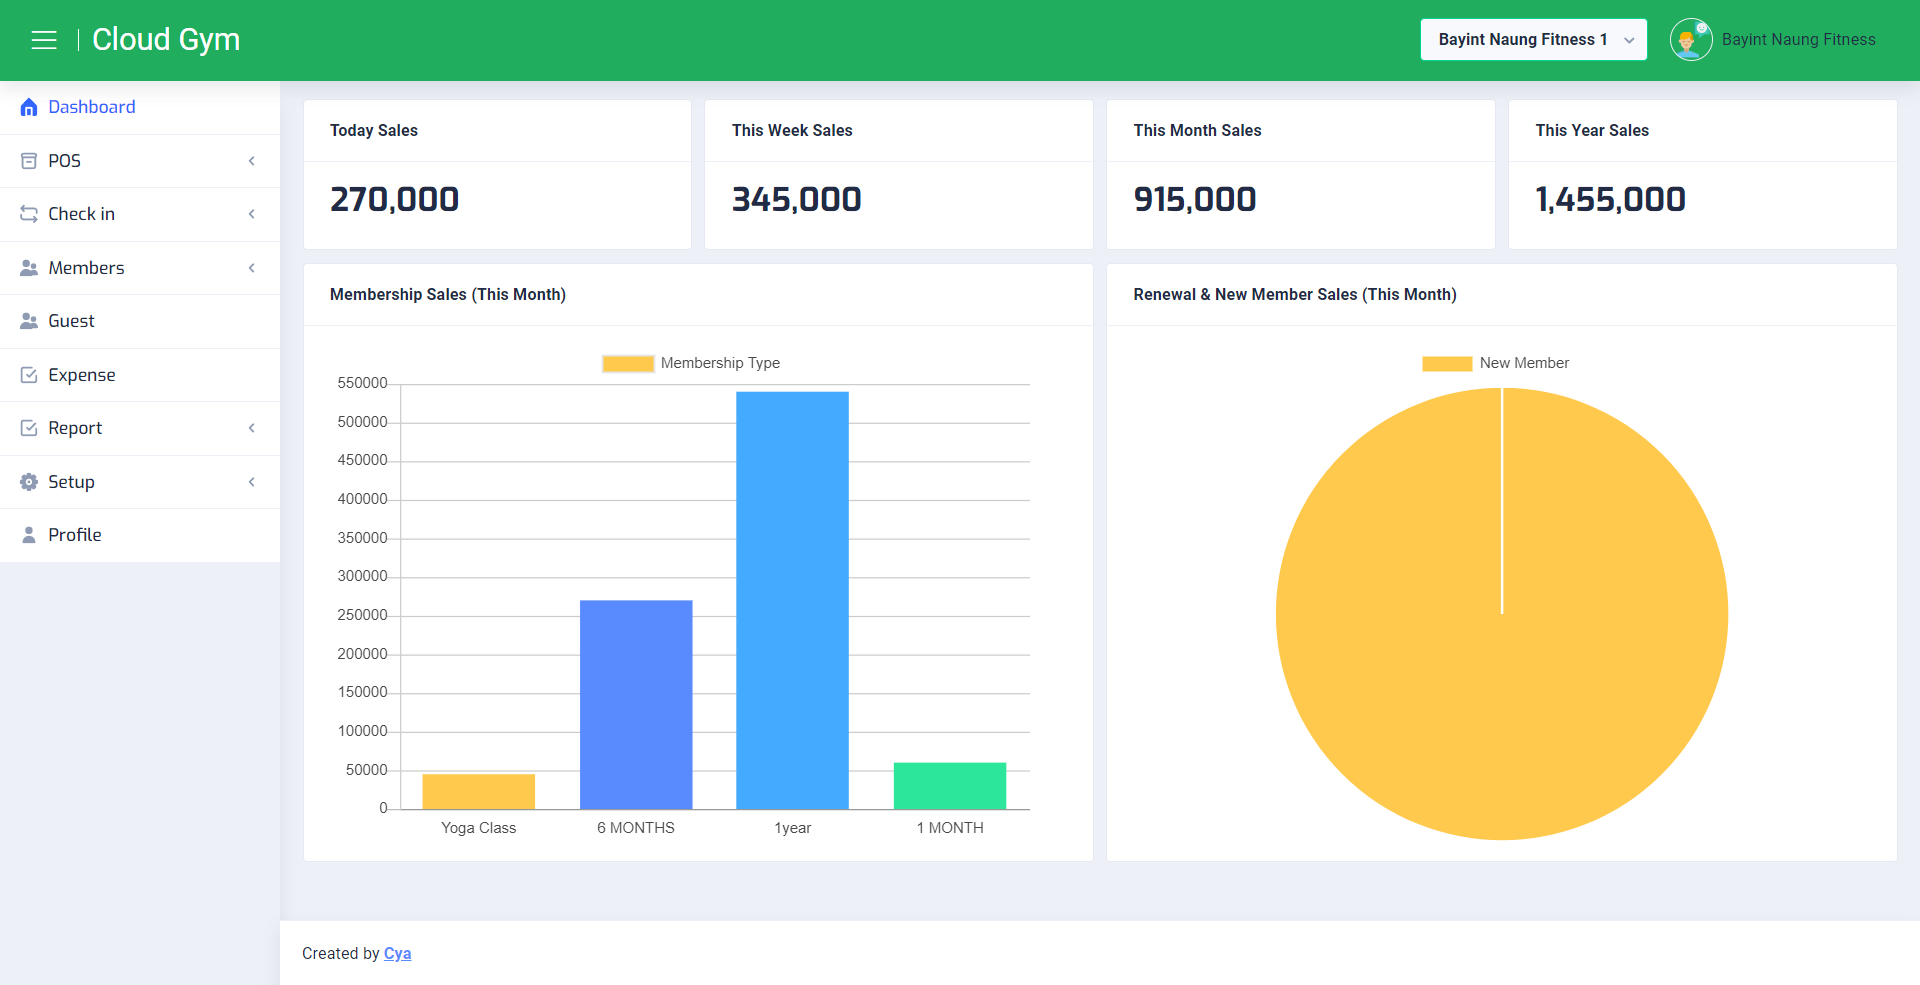 Cloud Gym
Bayint Naung Fitness 1
Bayint Naung Fitness
Dashboard
POS
Check in
Members
Guest
Expense
Report
Setup
Profile
Today Sales
270,000
This Week Sales
345,000
This Month Sales
915,000
This Year Sales
1,455,000
Membership Sales (This Month)
Membership Type
550000
500000
450000
400000
350000
300000
250000
200000
150000
100000
50000
0
Yoga Class
6 MONTHS
1year
1 MONTH
Renewal & New Member Sales (This Month)
New Member
Created by Cya